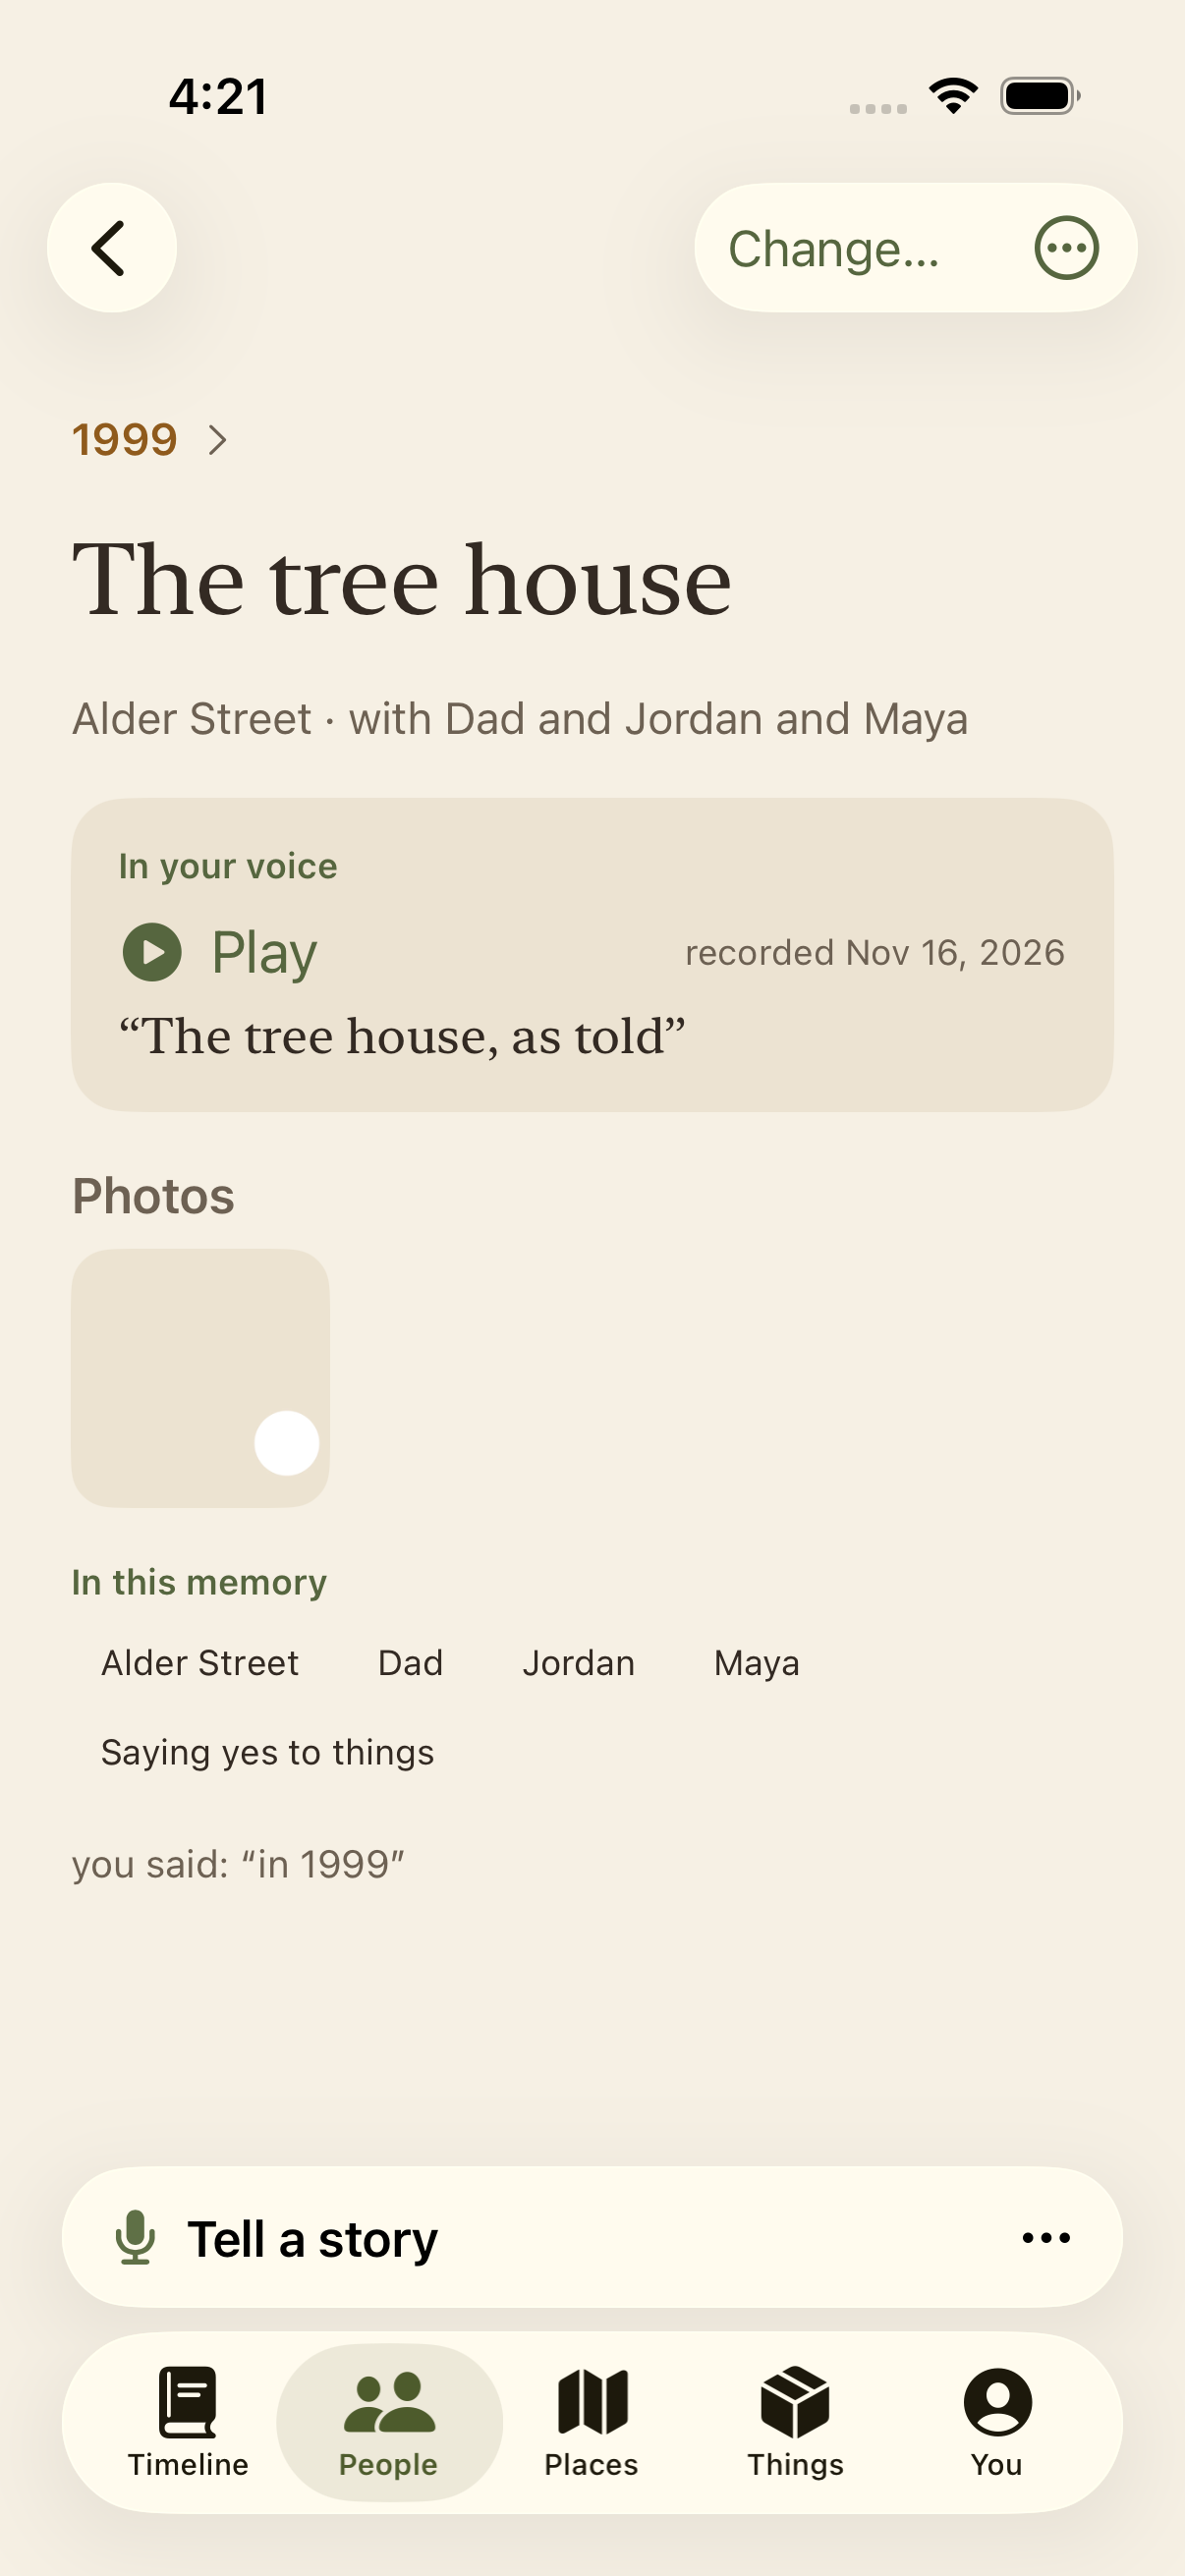 4:21
Change...
1999
The tree house
Alder Street · with Dad and Jordan and Maya
In your voice
Play
recorded Nov 16, 2026
“The tree house, as told”
Photos
In this memory
Alder Street Dad Jordan Maya
Saying yes to things
you said: “in 1999”
Tell a story
Timeline People Places Things You